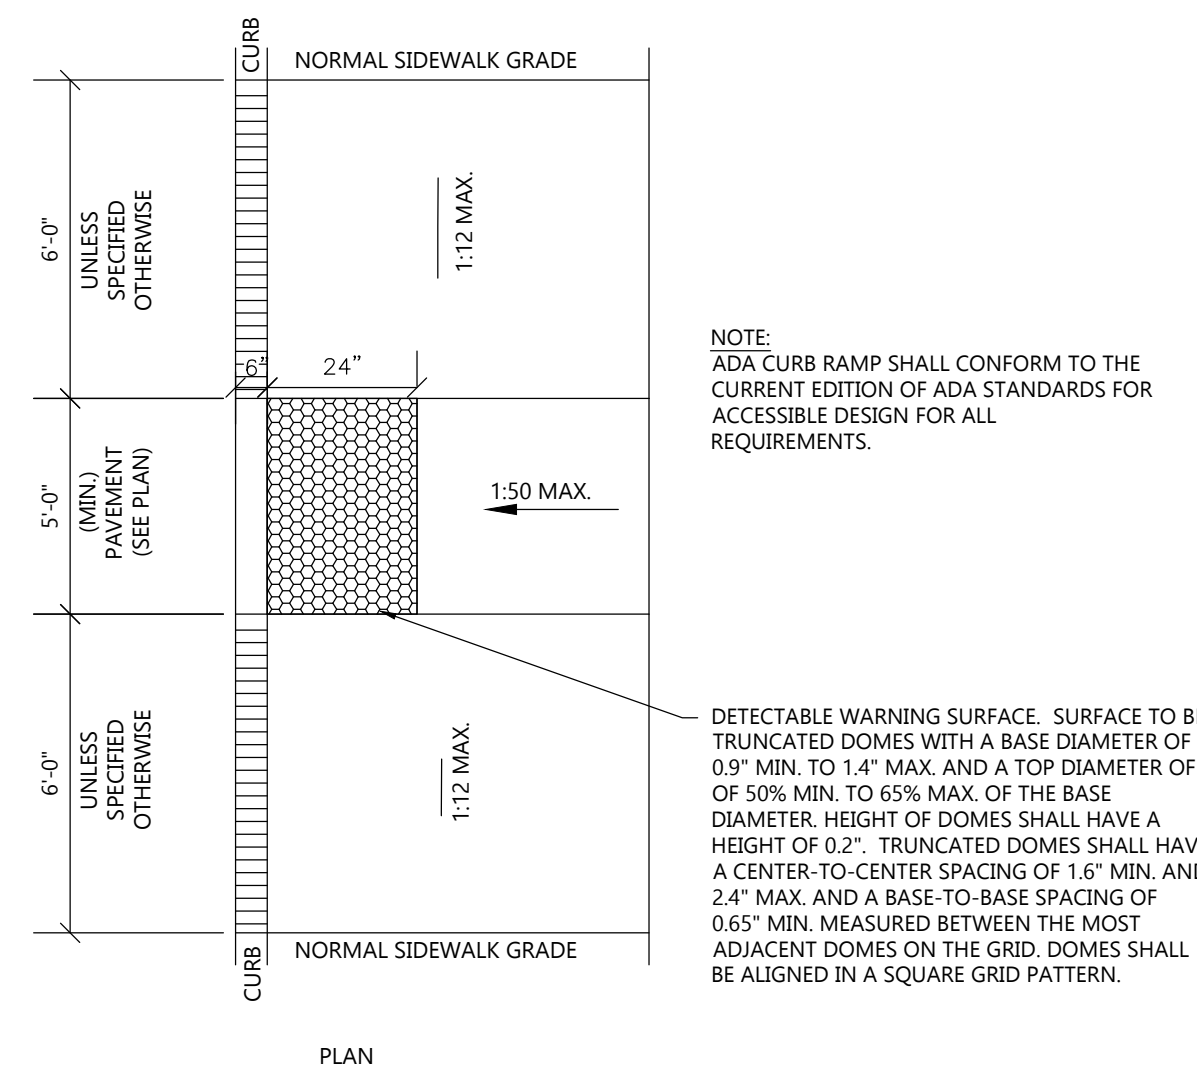 CURB
NORMAL SIDEWALK GRADE
6'-0"
UNLESS
SPECIFIED
OTHERWISE
1:12 MAX.
6"
24"
5'-0"
(MIN.)
PAVEMENT
(SEE PLAN)
1:50 MAX.
NOTE:
ADA CURB RAMP SHALL CONFORM TO THE
CURRENT EDITION OF ADA STANDARDS FOR
ACCESSIBLE DESIGN FOR ALL
REQUIREMENTS.
6'-0"
UNLESS
SPECIFIED
OTHERWISE
1:12 MAX.
DETECTABLE WARNING SURFACE. SURFACE TO BE
TRUNCATED DOMES WITH A BASE DIAMETER OF
0.9" MIN. TO 1.4" MAX. AND A TOP DIAMETER OF
OF 50% MIN. TO 65% MAX. OF THE BASE
DIAMETER. HEIGHT OF DOMES SHALL HAVE A
HEIGHT OF 0.2". TRUNCATED DOMES SHALL HAV
A CENTER-TO-CENTER SPACING OF 1.6" MIN. AND
2.4" MAX. AND A BASE-TO-BASE SPACING OF
0.65" MIN. MEASURED BETWEEN THE MOST
ADJACENT DOMES ON THE GRID. DOMES SHALL
BE ALIGNED IN A SQUARE GRID PATTERN.
CURB
NORMAL SIDEWALK GRADE
PLAN